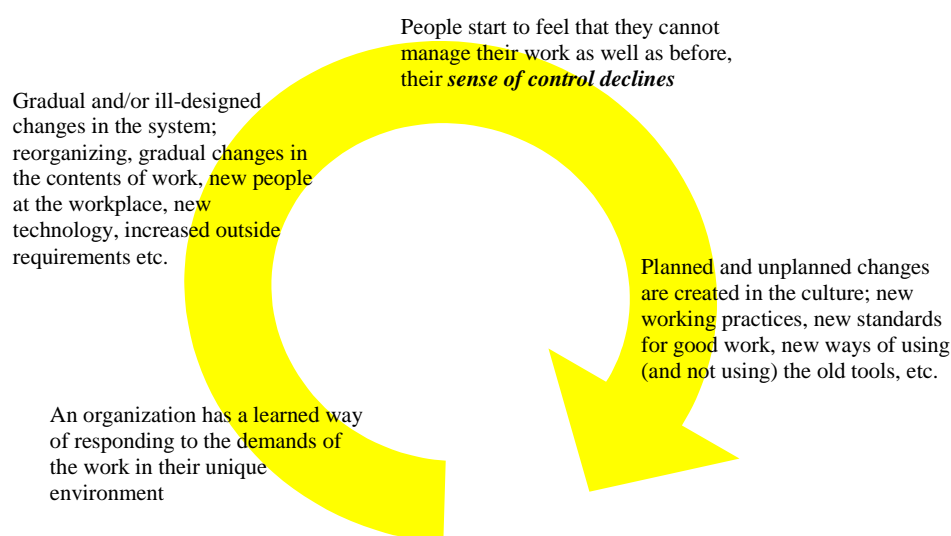 People start to feel that they cannot
manage their work as well as before,
their sense of control declines
Gradual and/or ill-designed
changes in the system;
reorganizing, gradual changes in
the contents of work, new people
at the workplace, new
technology, increased outside
requirements etc.
Planned and unplanned changes
are created in the culture; new
working practices, new standards
for good work, new ways of using
(and not using) the old tools, etc.
An organization has a learned way
of responding to the demands of
the work in their unique
environment